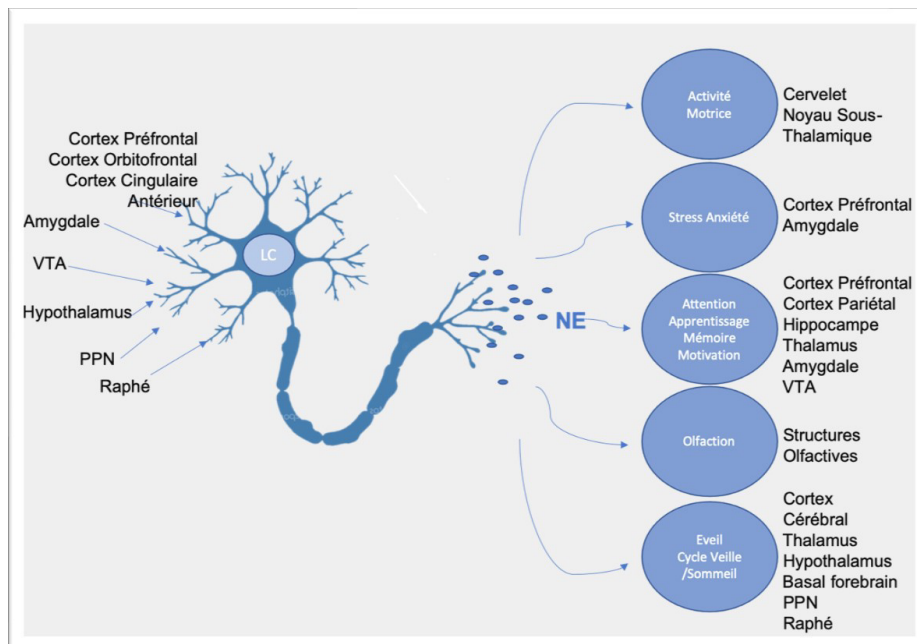 Cortex Préfrontal
Cortex Orbitofrontal
Cortex Cingulaire
Antérieur
Amygdale
VTA
Hypothalamus
PPN
Raphé
LC
NE
Activité
Motrice
Cervelet
Noyau Sous-
Thalamique
Stress Anxiété
Cortex Préfrontal
Amygdale
Attention
Apprentissage
Mémoire
Motivation
Cortex Préfrontal
Cortex Pariétal
Hippocampe
Thalamus
Amygdale
VTA
Olfaction
Structures
Olfactives
Eveil
Cycle Veille
/Sommeil
Cortex
Cérébral
Thalamus
Hypothalamus
Basal forebrain
PPN
Raphé